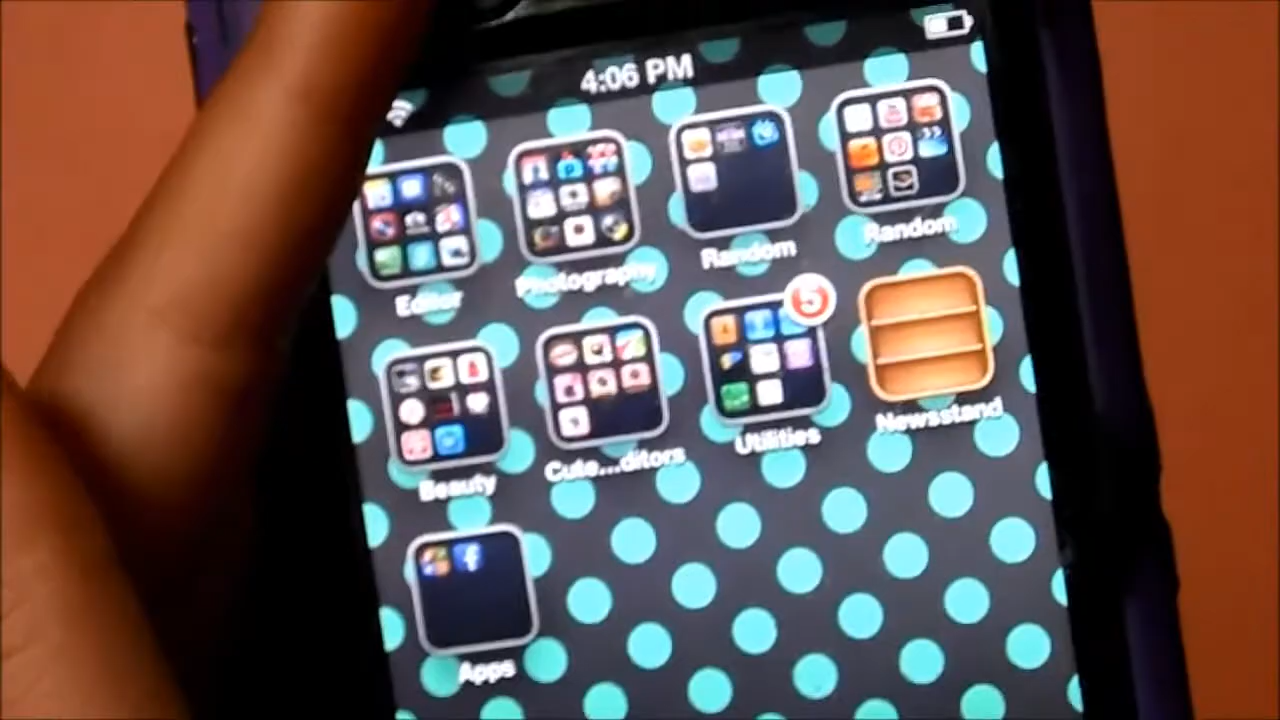 4:06 PM
Editor
Photography
Random
Random
5
Beauty
Cute...ditors
Utilities
Newsstand
Apps